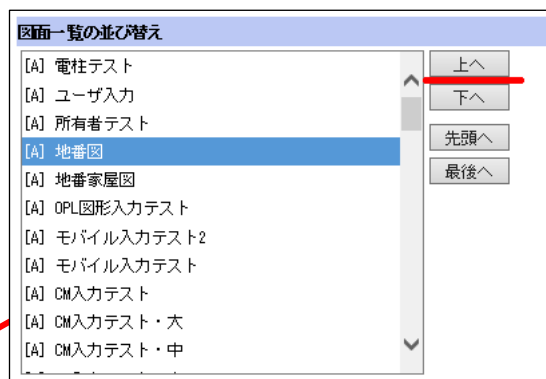 図面一覧の並び替え
[A] 電柱テスト
[A] ユーザ入力
[A] 所有者テスト
[A] 地番図
[A] 地番家屋図
[A] OPL図形入力テスト
[A] モバイル入力テスト2
[A] モバイル入力テスト
[A] CM入力テスト
[A] CM入力テスト・大
[A] CM入力テスト・中
上へ
下へ
先頭へ
最後へ